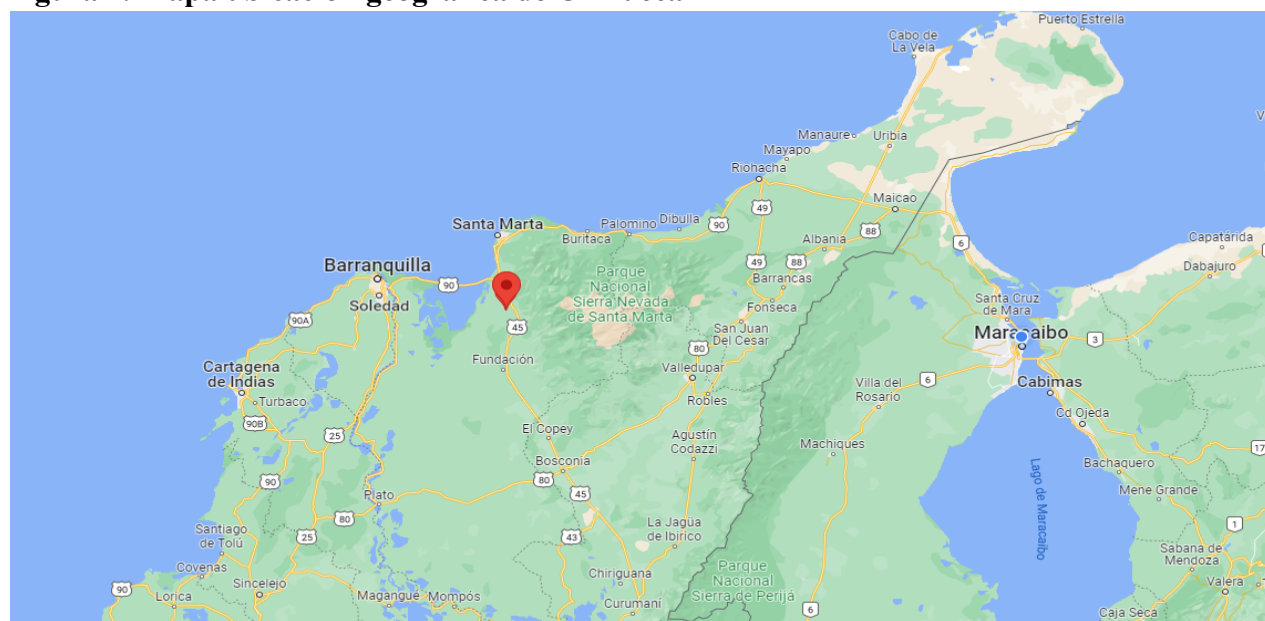 Puerto Estrella
Cabo de
La Vela
Manaure
Uribia
Mayapo
Riohacha
Maicao
49
Santa Marta
Palomino
Dibulla
90
Buritaca
Albania
88
6
Capatárida
Barranquilla
90
Parque
Nacional
Sierra Nevada
de Santa Marta
49
88
Dabajuro
Soledad
Barrancas
Santa Cruz
de Mara
90A
45
Fonseca
San Juan
Del Cesar
Maracaibo
3
Fundación
80
Cartagena
de Indias
Valledupar
Villa del
Rosario
6
Cabimas
Turbaco
Robles
90B
25
El Copey
Agustín
Codazzi
Cd Ojeda
Machiques
17
Bosconia
Bachaquero
90
80
45
Mene Grande
Plato
Lago de Maracaibo
80
Santiago
de Tolú
25
43
La Jagua
de Ibirico
1
Covenas
Sabana de
Mendoza
Chiriguana
Parque
Nacional
Sierra de Perijá
90
Sincelejo
Valera
Lorica
Magangué
Mompós
Curumaní
6
Caja Seca